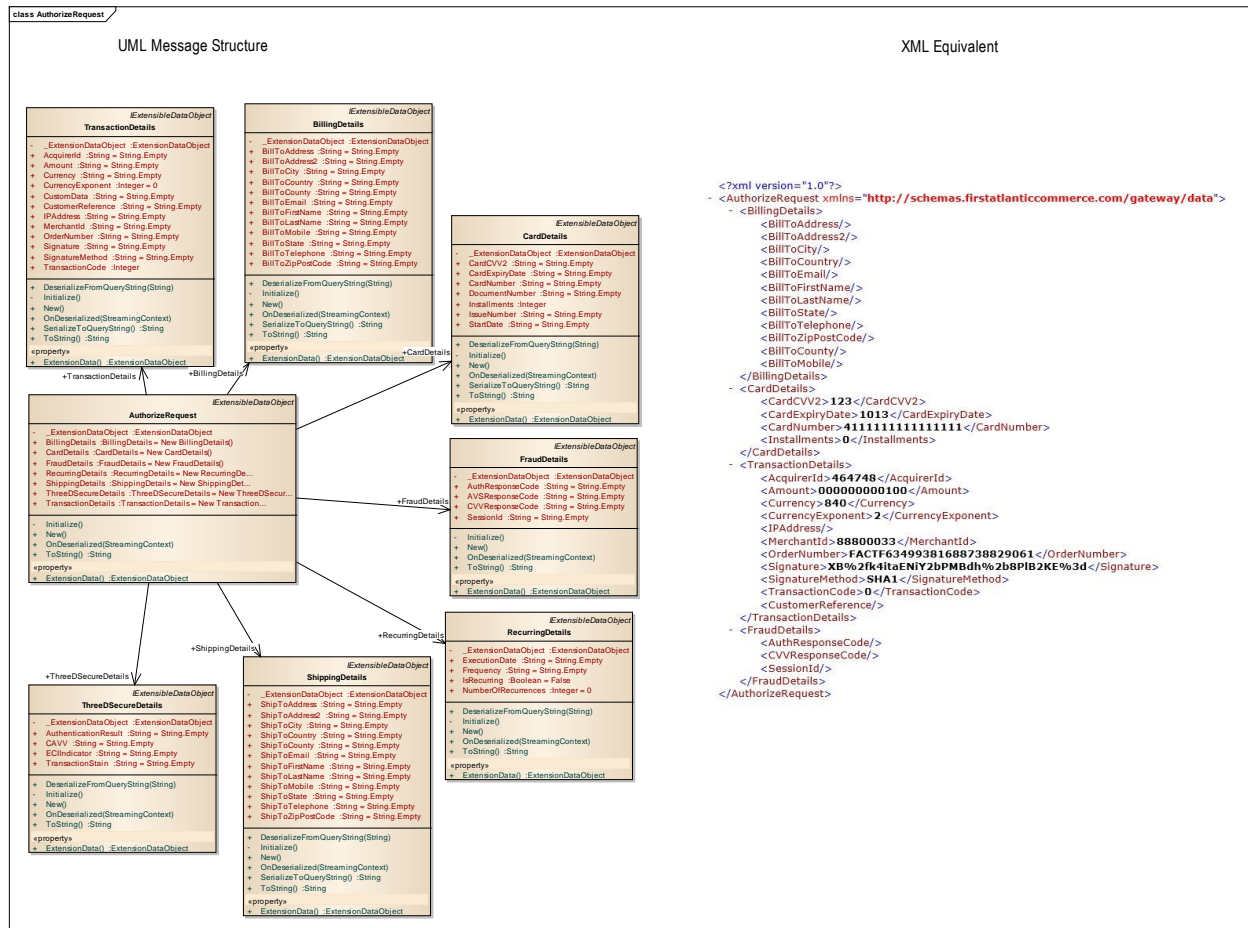 class AuthorizeRequest
UML Message Structure
XML Equivalent
IExtensibleDataObject
TransactionDetails
- _ExtensionDataObject :ExtensionDataObject
+ AcquirerId :String = String.Empty
+ Amount :String = String.Empty
+ Currency :String = String.Empty
+ CurrencyExponent :Integer = 0
+ CustomData :String = String.Empty
+ CustomerReference :String = String.Empty
+ IPAddress :String = String.Empty
+ MerchantId :String = String.Empty
+ OrderNumber :String = String.Empty
+ Signature :String = String.Empty
+ SignatureMethod :String = String.Empty
+ TransactionCode :Integer
+ DeserializeFromQueryString(String)
- Initialize()
+ New()
+ OnDeserialized(StreamingContext)
+ SerializeToQueryString() :String
+ ToString() :String
«property»
+ ExtensionData() :ExtensionDataObject
IExtensibleDataObject
BillingDetails
- _ExtensionDataObject :ExtensionDataObject
+ BillToAddress :String = String.Empty
+ BillToAddress2 :String = String.Empty
+ BillToCity :String = String.Empty
+ BillToCountry :String = String.Empty
+ BillToCounty :String = String.Empty
+ BillToEmail :String = String.Empty
+ BillToFirstName :String = String.Empty
+ BillToLastName :String = String.Empty
+ BillToMobile :String = String.Empty
+ BillToState :String = String.Empty
+ BillToTelephone :String = String.Empty
+ BillToZipPostCode :String = String.Empty
+ DeserializeFromQueryString(String)
- Initialize()
+ New()
+ OnDeserialized(StreamingContext)
+ SerializeToQueryString() :String
+ ToString() :String
«property»
+ ExtensionData() :ExtensionDataObject
IExtensibleDataObject
CardDetails
- _ExtensionDataObject :ExtensionDataObject
+ CardCVV2 :String = String.Empty
+ CardExpiryDate :String = String.Empty
+ CardNumber :String = String.Empty
+ DocumentNumber :String = String.Empty
+ Installments :Integer
+ IssueNumber :String = String.Empty
+ StartDate :String = String.Empty
+ DeserializeFromQueryString(String)
- Initialize()
+ New()
+ OnDeserialized(StreamingContext)
+ SerializeToQueryString() :String
+ ToString() :String
«property»
+ ExtensionData() :ExtensionDataObject
+TransactionDetails
+BillingDetails
+CardDetails
IExtensibleDataObject
AuthorizeRequest
- _ExtensionDataObject :ExtensionDataObject
+ BillingDetails :BillingDetails = New BillingDetails()
+ CardDetails :CardDetails = New CardDetails()
+ FraudDetails :FraudDetails = New FraudDetails()
+ RecurringDetails :RecurringDetails = New RecurringDe...
+ ShippingDetails :ShippingDetails = New ShippingDet...
+ ThreeDSecureDetails :ThreeDSecureDetails = New ThreeDSecur...
+ TransactionDetails :TransactionDetails = New Transaction...
- Initialize()
+ New()
+ OnDeserialized(StreamingContext)
+ ToString() :String
«property»
+ ExtensionData() :ExtensionDataObject
+FraudDetails
IExtensibleDataObject
FraudDetails
- _ExtensionDataObject :ExtensionDataObject
+ AuthResponseCode :String = String.Empty
+ AVSResponseCode :String = String.Empty
+ CVVResponseCode :String = String.Empty
+ SessionId :String = String.Empty
- Initialize()
+ New()
+ OnDeserialized(StreamingContext)
+ ToString() :String
«property»
+ ExtensionData() :ExtensionDataObject
+RecurringDetails
+ShippingDetails
+ThreeDSecureDetails
IExtensibleDataObject
RecurringDetails
- _ExtensionDataObject :ExtensionDataObject
+ ExecutionDate :String = String.Empty
+ Frequency :String = String.Empty
+ IsRecurring :Boolean = False
+ NumberOfRecurrences :Integer = 0
+ DeserializeFromQueryString(String)
- Initialize()
+ New()
+ OnDeserialized(StreamingContext)
+ ToString() :String
«property»
+ ExtensionData() :ExtensionDataObject
IExtensibleDataObject
ShippingDetails
- _ExtensionDataObject :ExtensionDataObject
+ ShipToAddress :String = String.Empty
+ ShipToAddress2 :String = String.Empty
+ ShipToCity :String = String.Empty
+ ShipToCountry :String = String.Empty
+ ShipToCounty :String = String.Empty
+ ShipToEmail :String = String.Empty
+ ShipToFirstName :String = String.Empty
+ ShipToLastName :String = String.Empty
+ ShipToMobile :String = String.Empty
+ ShipToState :String = String.Empty
+ ShipToTelephone :String = String.Empty
+ ShipToZipPostCode :String = String.Empty
+ DeserializeFromQueryString(String)
- Initialize()
+ New()
+ OnDeserialized(StreamingContext)
+ SerializeToQueryString() :String
+ ToString() :String
«property»
+ ExtensionData() :ExtensionDataObject
IExtensibleDataObject
ThreeDSecureDetails
- _ExtensionDataObject :ExtensionDataObject
+ AuthenticationResult :String = String.Empty
+ CAVV :String = String.Empty
+ ECIIndicator :String = String.Empty
+ TransactionStain :String = String.Empty
+ DeserializeFromQueryString(String)
- Initialize()
+ New()
+ OnDeserialized(StreamingContext)
+ ToString() :String
«property»
+ ExtensionData() :ExtensionDataObject
<?xml version="1.0"?>
- <AuthorizeRequest xmlns="http://schemas.firstatlanticcommerce.com/gateway/data">
- <BillingDetails>
<BillToAddress/>
<BillToAddress2/>
<BillToCity/>
<BillToCountry/>
<BillToEmail/>
<BillToFirstName/>
<BillToLastName/>
<BillToState/>
<BillToTelephone/>
<BillToZipPostCode/>
<BillToCounty/>
<BillToMobile/>
</BillingDetails>
- <CardDetails>
<CardCVV2>123</CardCVV2>
<CardExpiryDate>1013</CardExpiryDate>
<CardNumber>4111111111111111</CardNumber>
<Installments>0</Installments>
</CardDetails>
- <TransactionDetails>
<AcquirerId>464748</AcquirerId>
<Amount>000000000100</Amount>
<Currency>840</Currency>
<CurrencyExponent>2</CurrencyExponent>
<IPAddress/>
<MerchantId>88800033</MerchantId>
<OrderNumber>FACTF63499381688738829061</OrderNumber>
<Signature>XB%2fk4itaENiY2bPMBdh%2b8PlB2KE%3d</Signature>
<SignatureMethod>SHA1</SignatureMethod>
<TransactionCode>0</TransactionCode>
<CustomerReference/>
</TransactionDetails>
- <FraudDetails>
<AuthResponseCode/>
<CVVResponseCode/>
<SessionId/>
</FraudDetails>
</AuthorizeRequest>